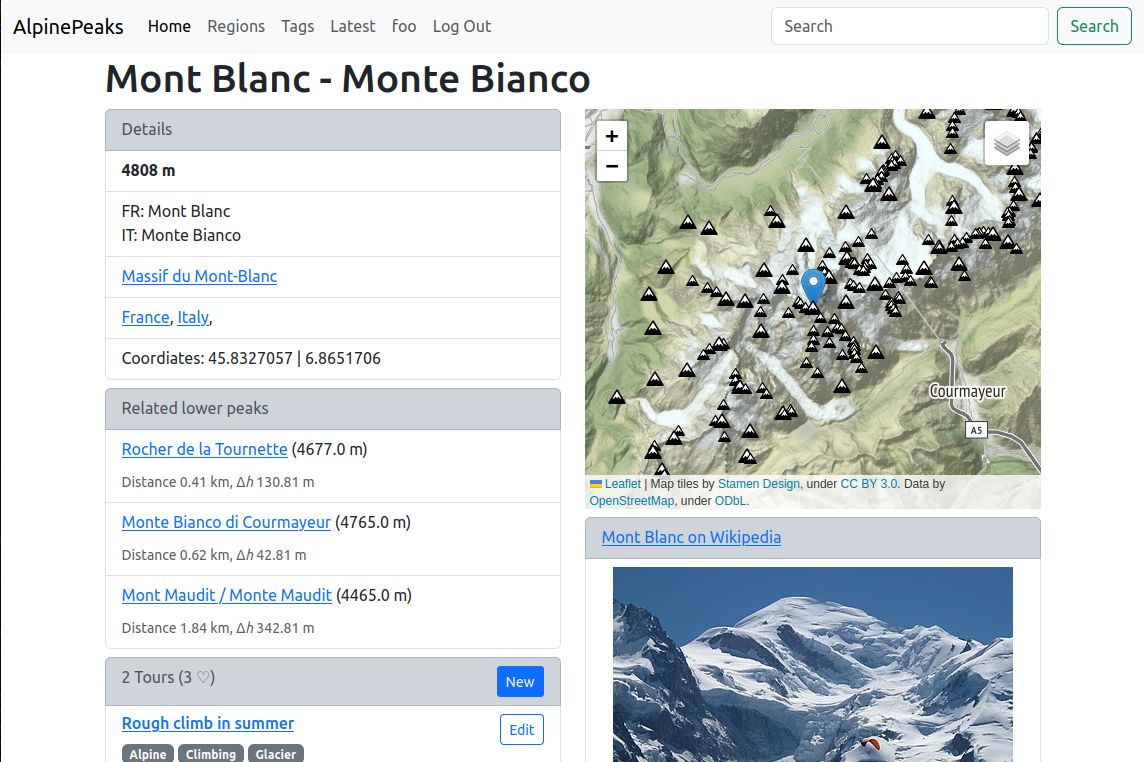 AlpinePeaks Home Regions Tags Latest foo Log Out Search Search
Mont Blanc - Monte Bianco
Details
4808 m
FR: Mont Blanc
IT: Monte Bianco
Massif du Mont-Blanc
France, Italy,
Coordiates: 45.8327057 | 6.8651706
Related lower peaks
Rocher de la Tournette (4677.0 m)
Distance 0.41 km, Δh 130.81 m
Monte Bianco di Courmayeur (4765.0 m)
Distance 0.62 km, Δh 42.81 m
Mont Maudit / Monte Maudit (4465.0 m)
Distance 1.84 km, Δh 342.81 m
2 Tours (3 ♡) New
Rough climb in summer Edit
Alpine Climbing Glacier
+
−
Courmayeur
A5
Leaflet | Map tiles by Stamen Design, under CC BY 3.0. Data by
OpenStreetMap, under ODbL.
Mont Blanc on Wikipedia